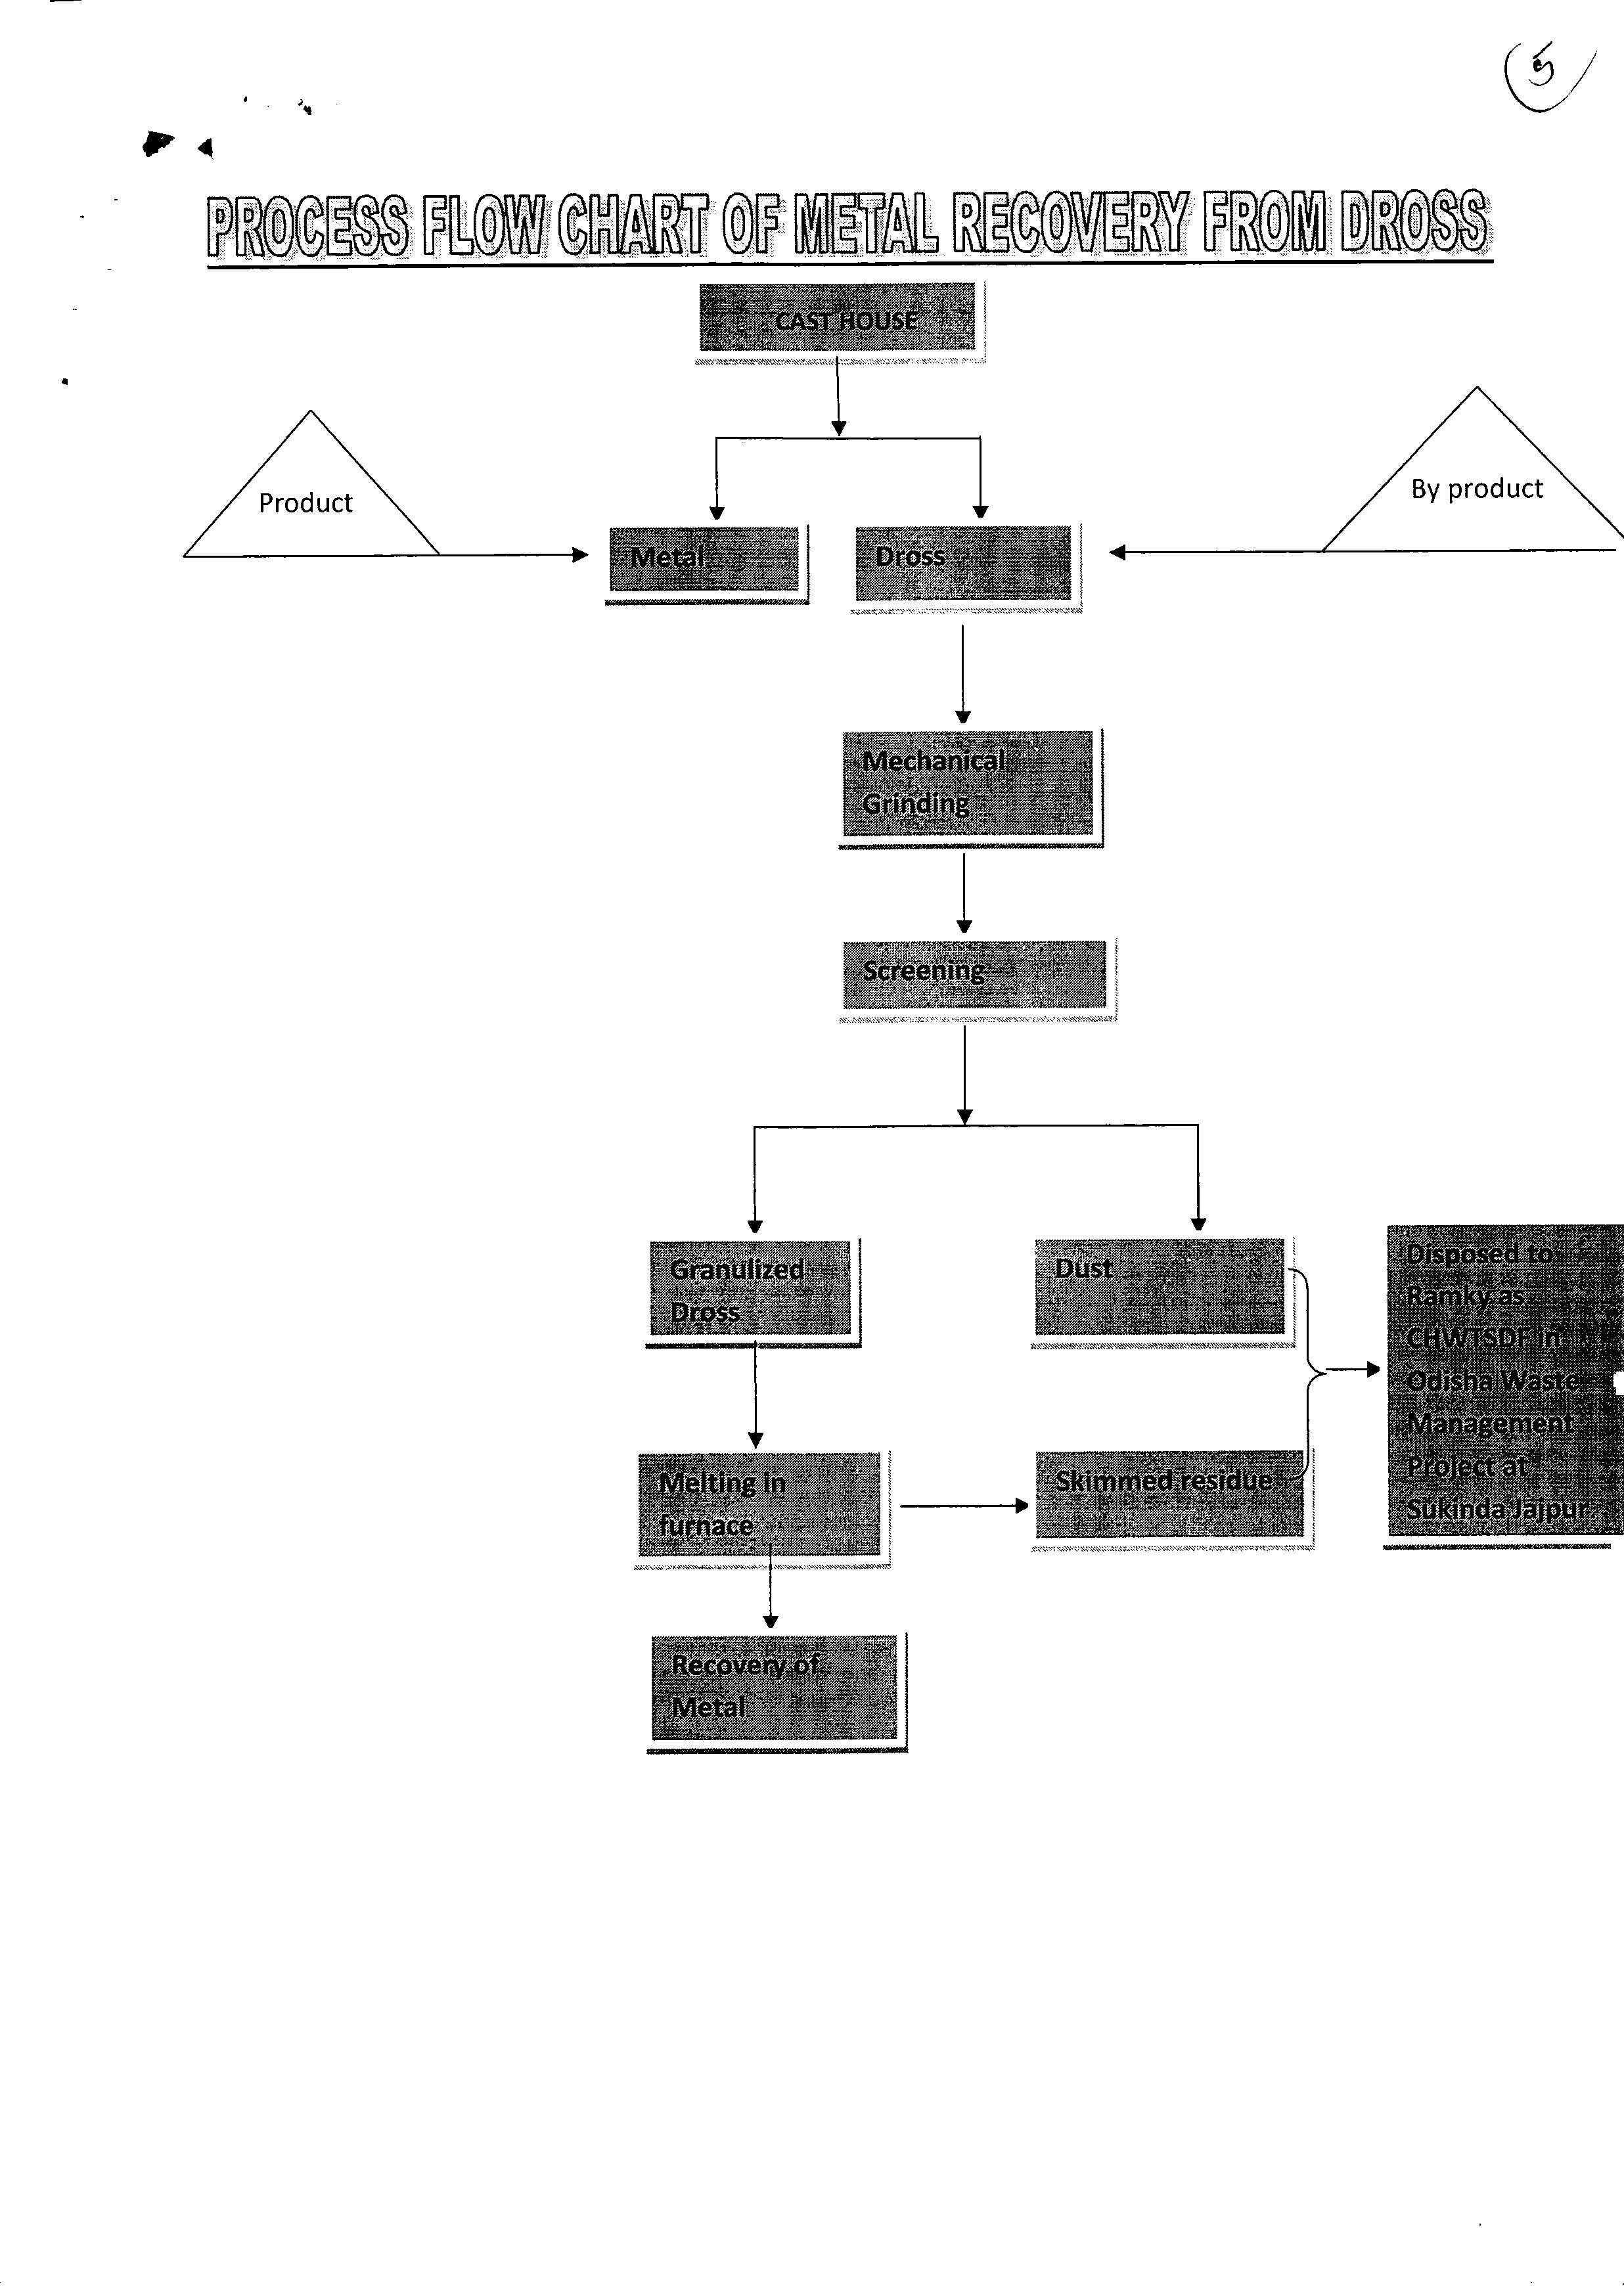 5
PROCESS FLOW CHART OF METAL RECOVERY FROM DROSS
CAST HOUSE
Product
By product
Metal
Dross
Mechanical
Grinding
Screening
Granulized
Dross
Dust
Disposed to
Ramky as
CHWTSDF in
Odisha Waste
Management
Project at
Sukinda Jajpur.
Melting in
furnace
Skimmed residue
Recovery of
Metal